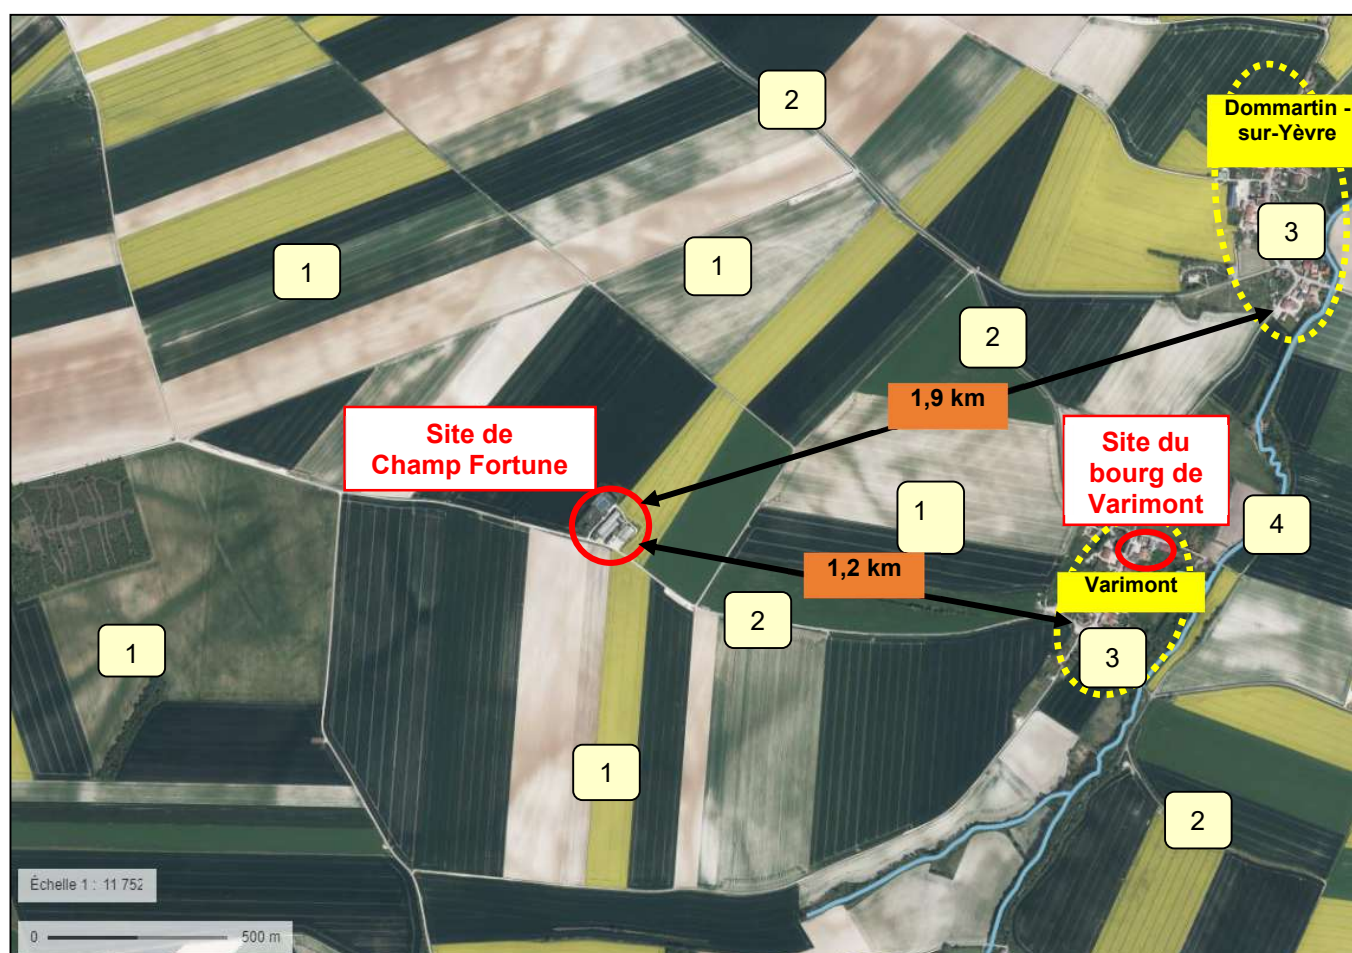 2
Dommartin -
sur-Yèvre
3
1
1
2
1,9 km
Site de
Champ Fortune
Site du
bourg de
Varimont
1
4
1,2 km
Varimont
2
3
1
1
2
Échelle 1 : 11 752
0
500 m